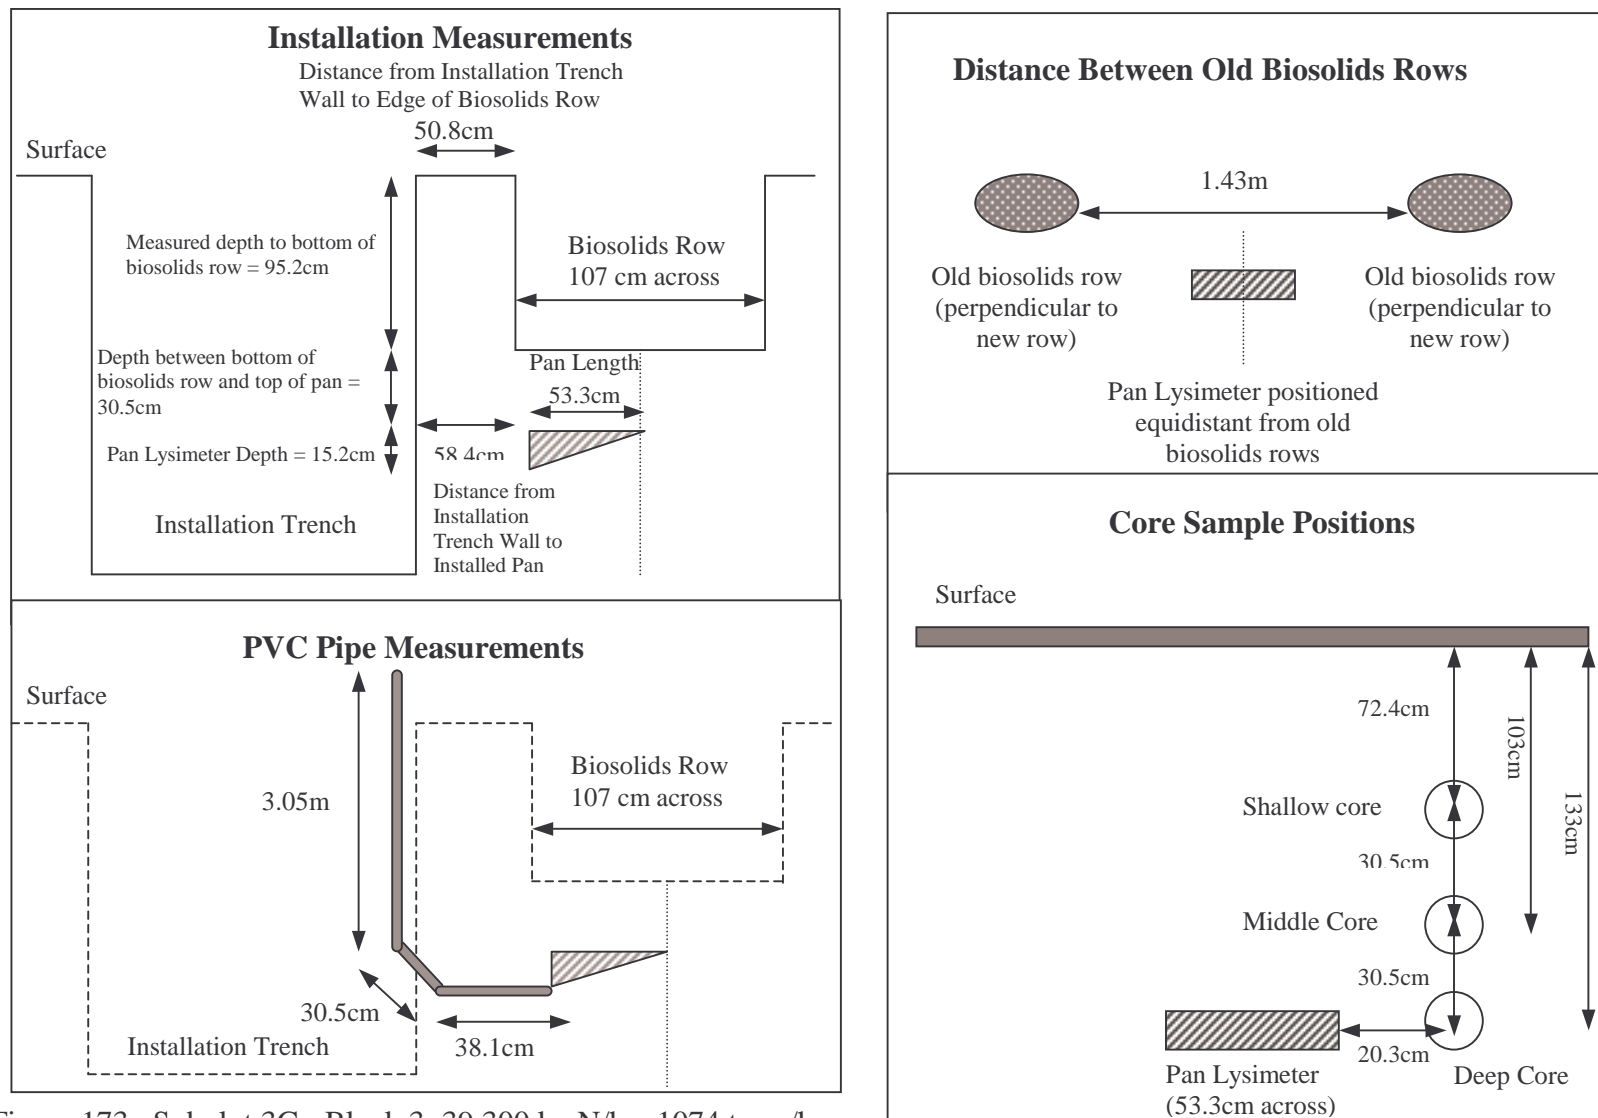 Installation Measurements
Distance from Installation Trench
Wall to Edge of Biosolids Row
50.8cm
Surface
Measured depth to bottom of
biosolids row = 95.2cm
Biosolids Row
107 cm across
Depth between bottom of
biosolids row and top of pan =
30.5cm
Pan Length
53.3cm
Pan Lysimeter Depth = 15.2cm
58.4cm
Distance from
Installation
Trench Wall to
Installed Pan
Installation Trench
PVC Pipe Measurements
Surface
3.05m
Biosolids Row
107 cm across
30.5cm
38.1cm
Installation Trench
Distance Between Old Biosolids Rows
1.43m
Old biosolids row
(perpendicular to
new row)
Old biosolids row
(perpendicular to
new row)
Pan Lysimeter positioned
equidistant from old
biosolids rows
Core Sample Positions
Surface
72.4cm
103cm
133cm
Shallow core
30.5cm
Middle Core
30.5cm
20.3cm
Pan Lysimeter
(53.3cm across)
Deep Core